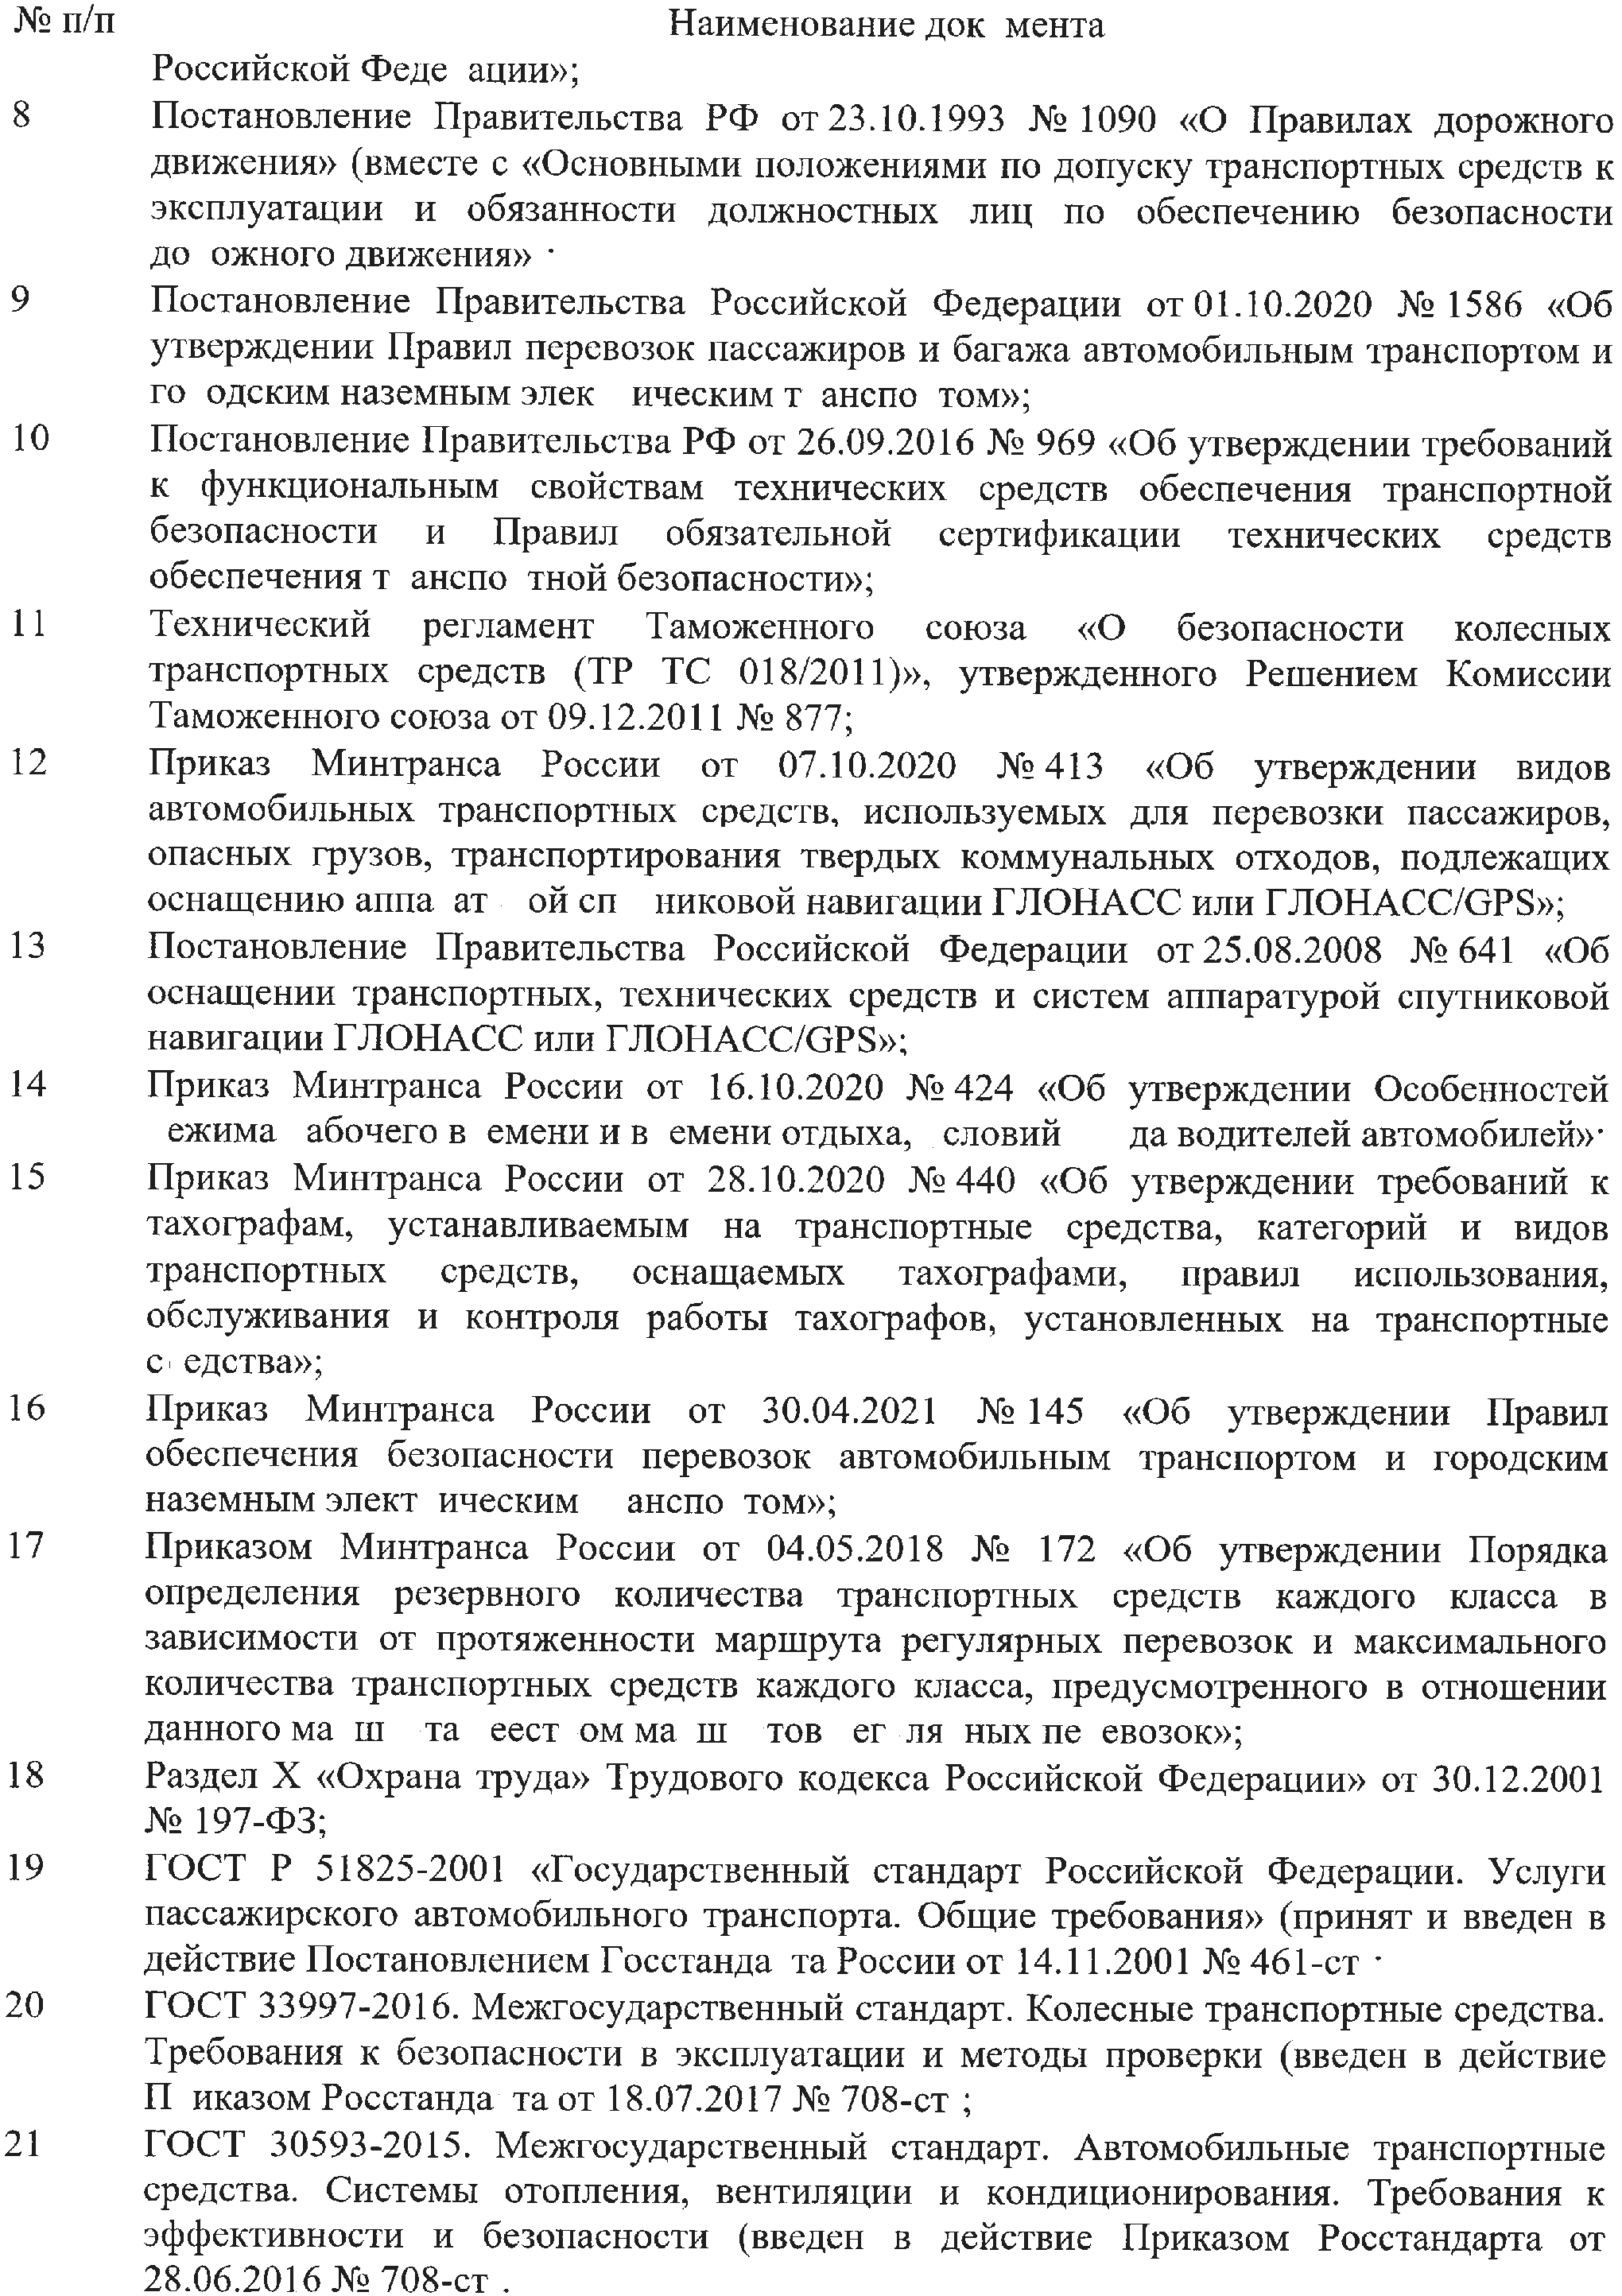 № п/п Наименование док мента
Российской Феде ации»;
8 Постановление Правительства РФ от 23.10.1993 № 1090 «О Правилах дорожного
движения» (вместе с «Основными положениями по допуску транспортных средств к
эксплуатации и обязанности должностных лиц по обеспечению безопасности
до ожного движения» ·
9 Постановление Правительства Российской Федерации от 01.10.2020 № 1586 «Об
утверждении Правил перевозок пассажиров и багажа автомобильным транспортом и
го одским наземным элек ическим т анспо том»;
10 Постановление Правительства РФ от 26.09.2016 № 969 «Об утверждении требований
к функциональным свойствам технических средств обеспечения транспортной
безопасности и Правил обязательной сертификации технических средств
обеспечения т анспо тной безопасности»;
11 Технический регламент Таможенного союза «О безопасности колесных
транспортных средств (ТР ТС 018/2011)», утвержденного Решением Комиссии
Таможенного союза от 09.12.2011 № 877;
12 Приказ Минтранса России от 07.10.2020 № 413 «Об утверждении видов
автомобильных транспортных средств, используемых для перевозки пассажиров,
опасных грузов, транспортирования твердых коммунальных отходов, подлежащих
оснащению аппа ат ой сп никовой навигации ГЛОНАСС или ГЛОНАСС/GPS»;
13 Постановление Правительства Российской Федерации от 25.08.2008 № 641 «Об
оснащении транспортных, технических средств и систем аппаратурой спутниковой
навигации ГЛОНАСС или ГЛОНАСС/GPS»;
14 Приказ Минтранса России от 16.10.2020 № 424 «Об утверждении Особенностей
ежима абочего в емени и в емени отдыха, словий да водителей автомобилей»·
15 Приказ Минтранса России от 28.10.2020 № 440 «Об утверждении требований к
тахографам, устанавливаемым на транспортные средства, категорий и видов
транспортных средств, оснащаемых тахографами, правил использования,
обслуживания и контроля работы тахографов, установленных на транспортные
с едства»;
16 Приказ Минтранса России от 30.04.2021 № 145 «Об утверждении Правил
обеспечения безопасности перевозок автомобильным транспортом и городским
наземным элект ическим анспо том»;
17 Приказом Минтранса России от 04.05.2018 № 172 «Об утверждении Порядка
определения резервного количества транспортных средств каждого класса в
зависимости от протяженности маршрута регулярных перевозок и максимального
количества транспортных средств каждого класса, предусмотренного в отношении
данного ма ш та еест ом ма ш тов ег ля ных пе евозок»;
18 Раздел X «Охрана труда» Трудового кодекса Российской Федерации» от 30.12.2001
№ 197-ФЗ;
19 ГОСТ Р 51825-2001 «Государственный стандарт Российской Федерации. Услуги
пассажирского автомобильного транспорта. Общие требования» (принят и введен в
действие Постановлением Госстанда та России от 14.11.2001 № 461-ст ·
20 ГОСТ 33997-2016. Межгосударственный стандарт. Колесные транспортные средства.
Требования к безопасности в эксплуатации и методы проверки (введен в действие
П иказом Росстанда та от 18.07.2017 № 708-ст ;
21 ГОСТ 30593-2015. Межгосударственный стандарт. Автомобильные транспортные
средства. Системы отопления, вентиляции и кондиционирования. Требования к
эффективности и безопасности (введен в действие Приказом Росстандарта от
28.06.2016 № 708-ст .